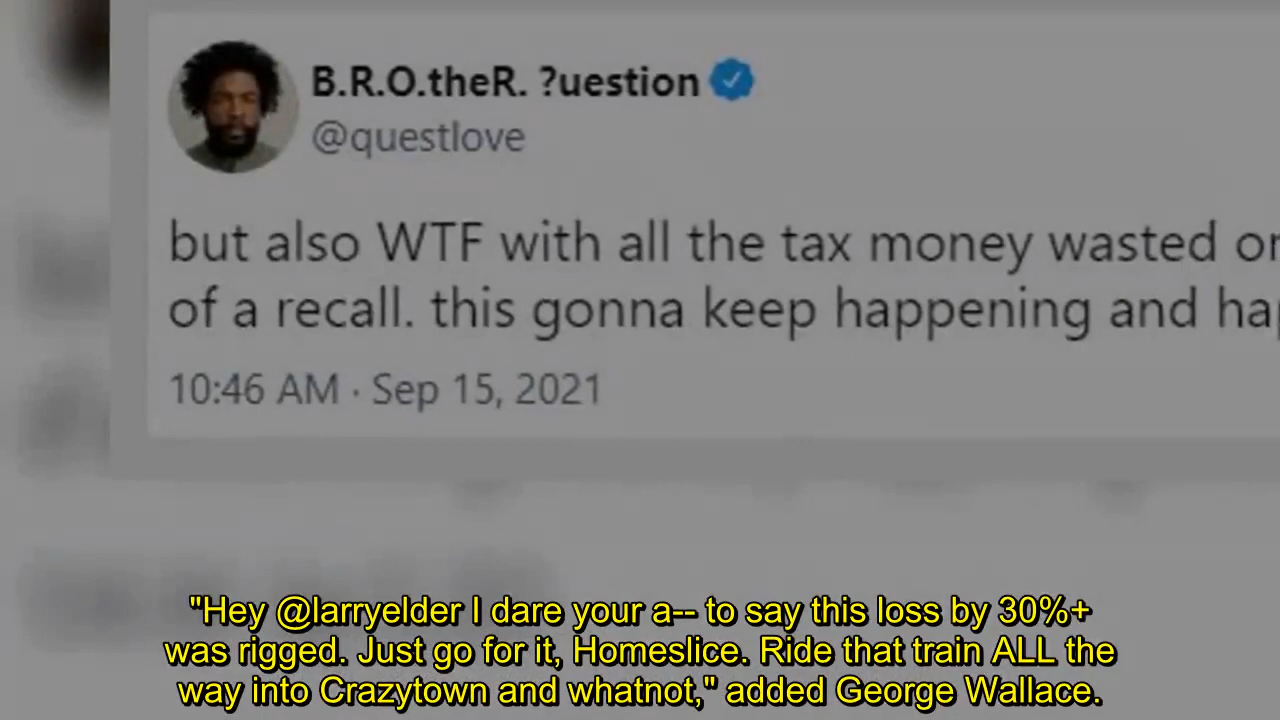 B.R.O.theR. ?uestion
@questlove
but also WTF with all the tax money wasted
of a recall. this gonna keep happening and
10:46 AM · Sep 15, 2021
"Hey @larryelder I dare your a-- to say this loss by 30%+
was rigged. Just go for it, Homeslice. Ride that train ALL the
way into Crazytown and whatnot," added George Wallace.